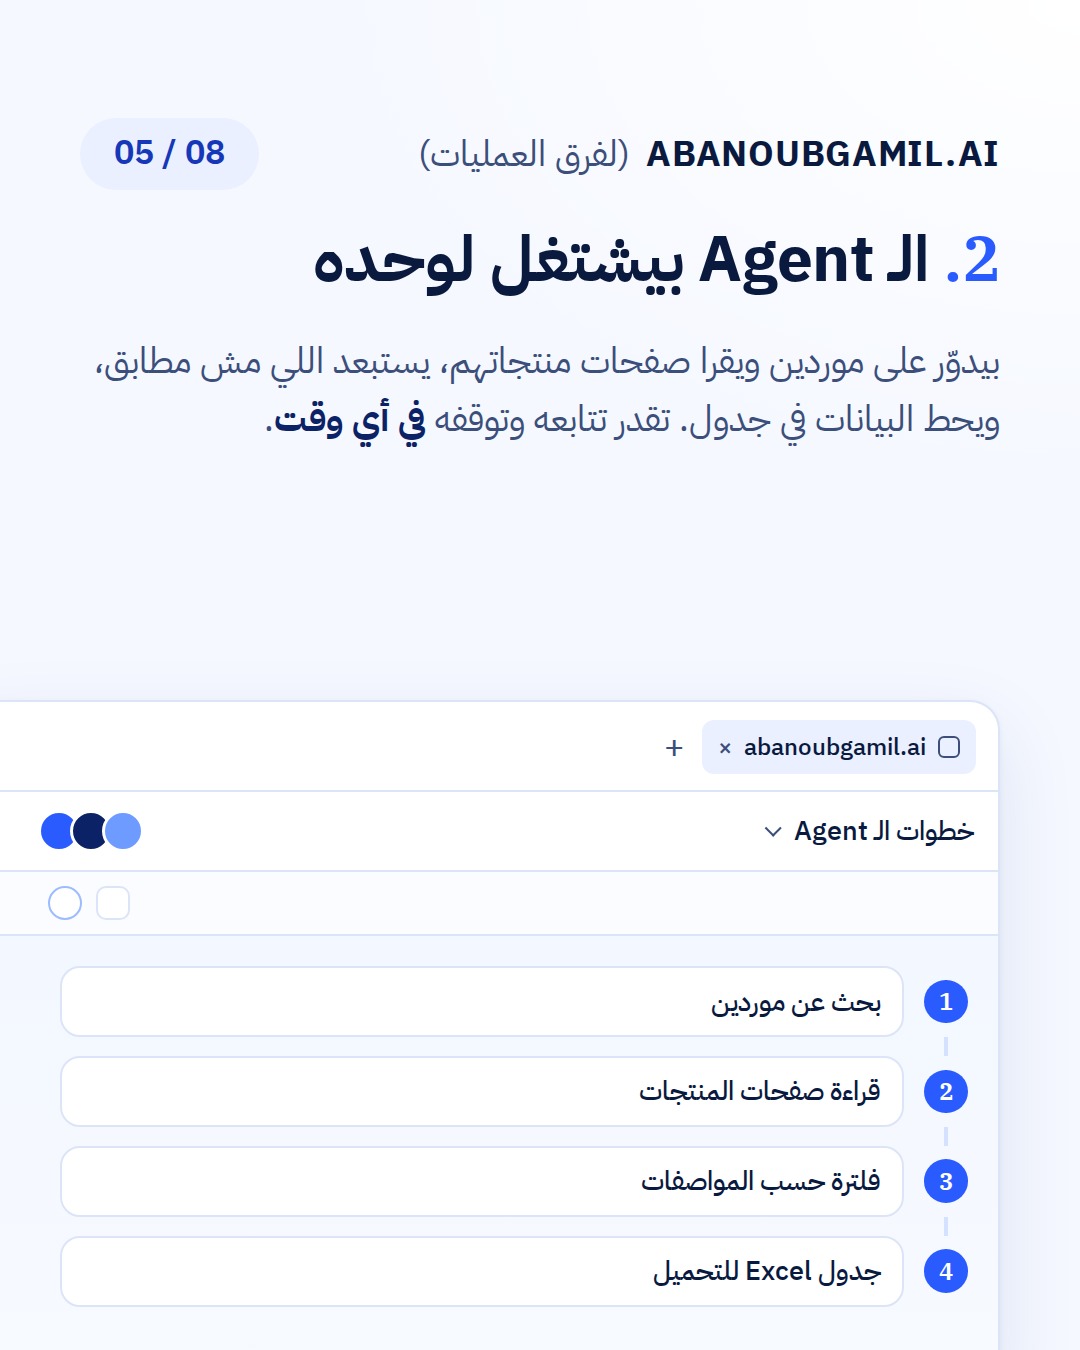 ABANOUBGAMIL.AI (لفرق العمليات)
05 / 08
2. الـ Agent بيشتغل لوحده
بيدوّر على موردين ويقرا صفحات منتجاتهم، يستبعد اللي مش مطابق،
ويحط البيانات في جدول. تقدر تتابعه وتوقفه في أي وقت.
abanoubgamil.ai × +
خطوات الـ Agent
1 بحث عن موردين
2 قراءة صفحات المنتجات
3 فلترة حسب المواصفات
4 جدول Excel للتحميل